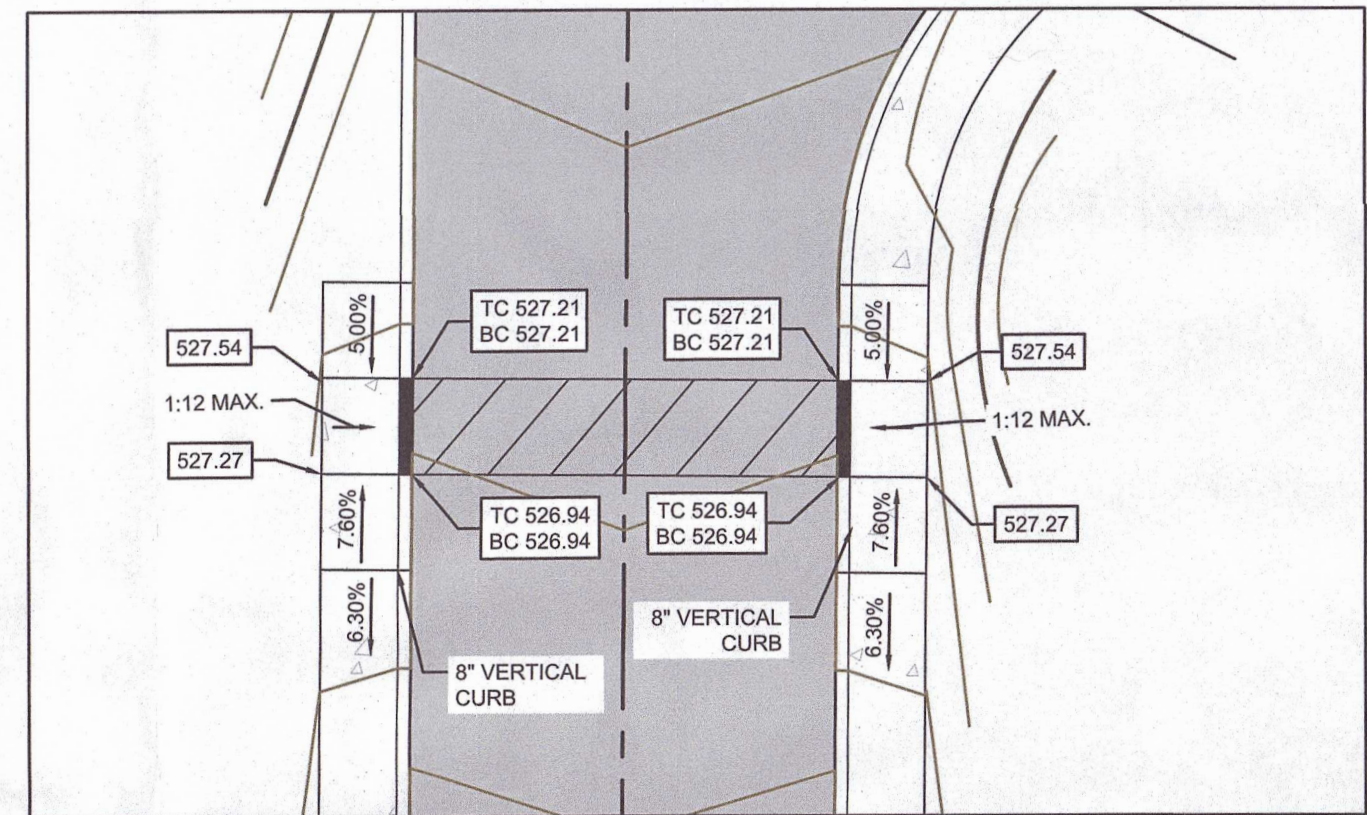 5.00%
TC 527.21
BC 527.21
TC 527.21
BC 527.21
5.00%
527.54
527.54
1:12 MAX.
1:12 MAX.
527.27
7.60%
TC 526.94
BC 526.94
TC 526.94
BC 526.94
7.60%
527.27
6.30%
8" VERTICAL
CURB
8" VERTICAL
CURB
6.30%